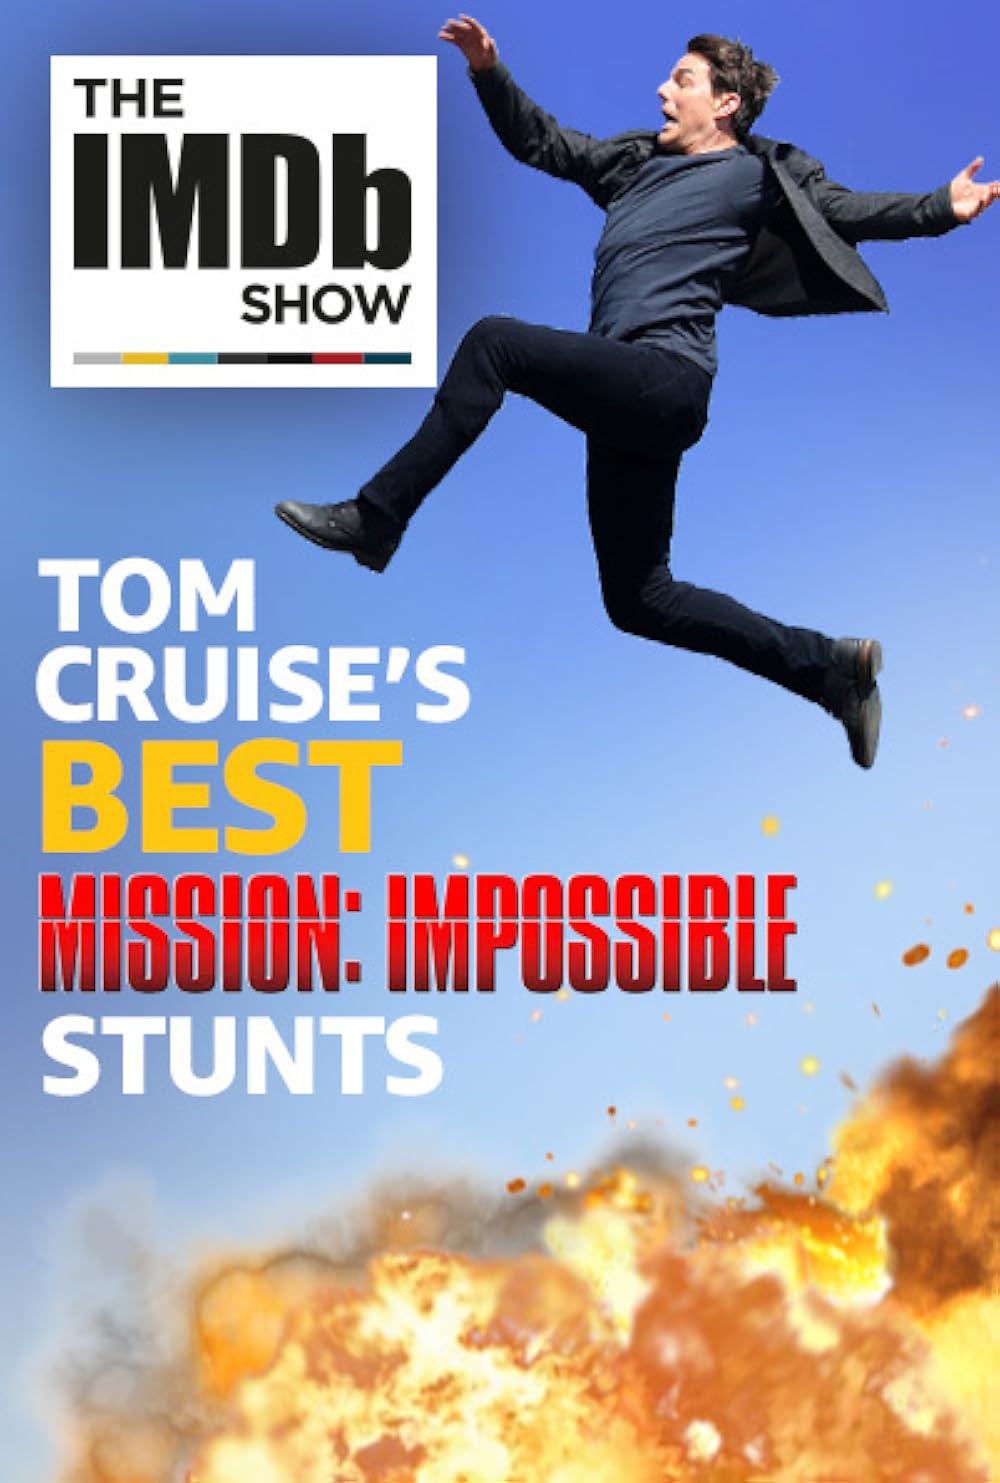 THE
IMDb
SHOW
TOM
CRUISE'S
BEST
MISSION: IMPOSSIBLE
STUNTS